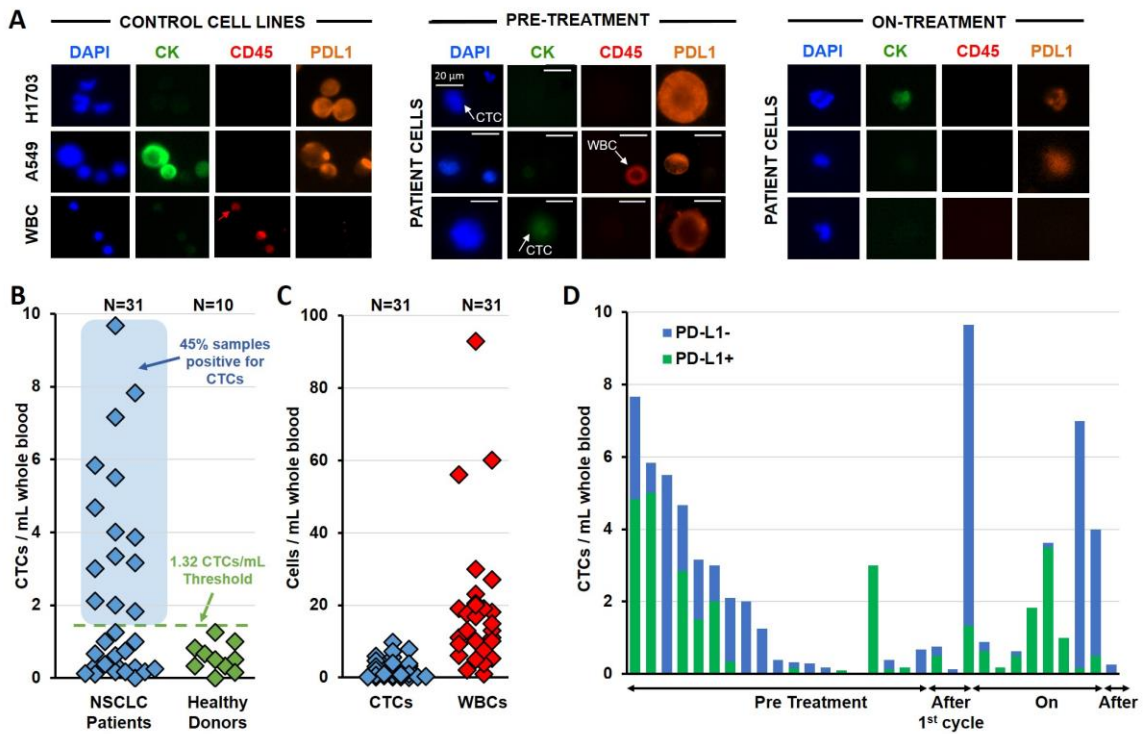 A
CONTROL CELL LINES
PRE-TREATMENT
ON-TREATMENT
DAPI CK CD45 PDL1
DAPI CK CD45 PDL1
DAPI CK CD45 PDL1
H1703
A549
WBC
PATIENT CELLS
20 μm
CTC
WBC
CTC
PATIENT CELLS
B
N=31 N=10
10
8
6
4
2
0
CTCs / mL whole blood
45% samples
positive for
CTCs
1.32 CTCs/mL
Threshold
NSCLC
Patients
Healthy
Donors
C
N=31 N=31
100
80
60
40
20
0
Cells / mL whole blood
CTCs WBCs
D
10
8
6
4
2
0
CTCs / mL whole blood
PD-L1-
PD-L1+
Pre Treatment
After
1st cycle
On
After